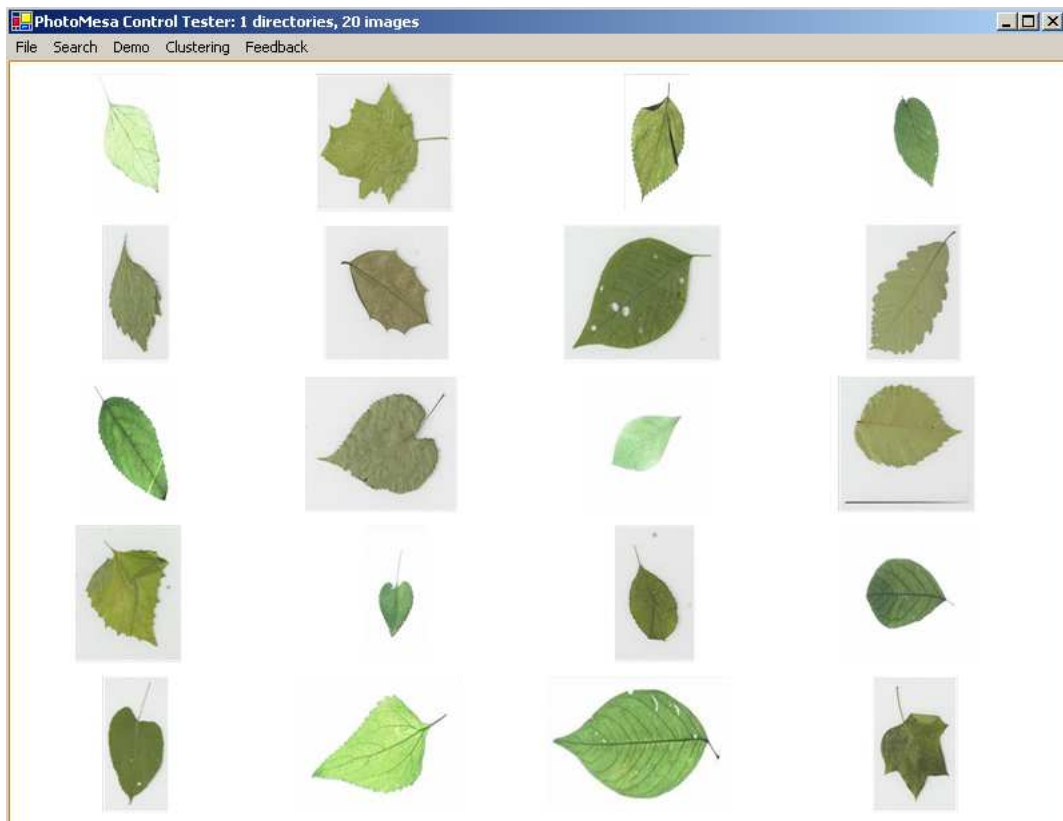 PhotoMesa Control Tester: 1 directories, 20 images
File Search Demo Clustering Feedback